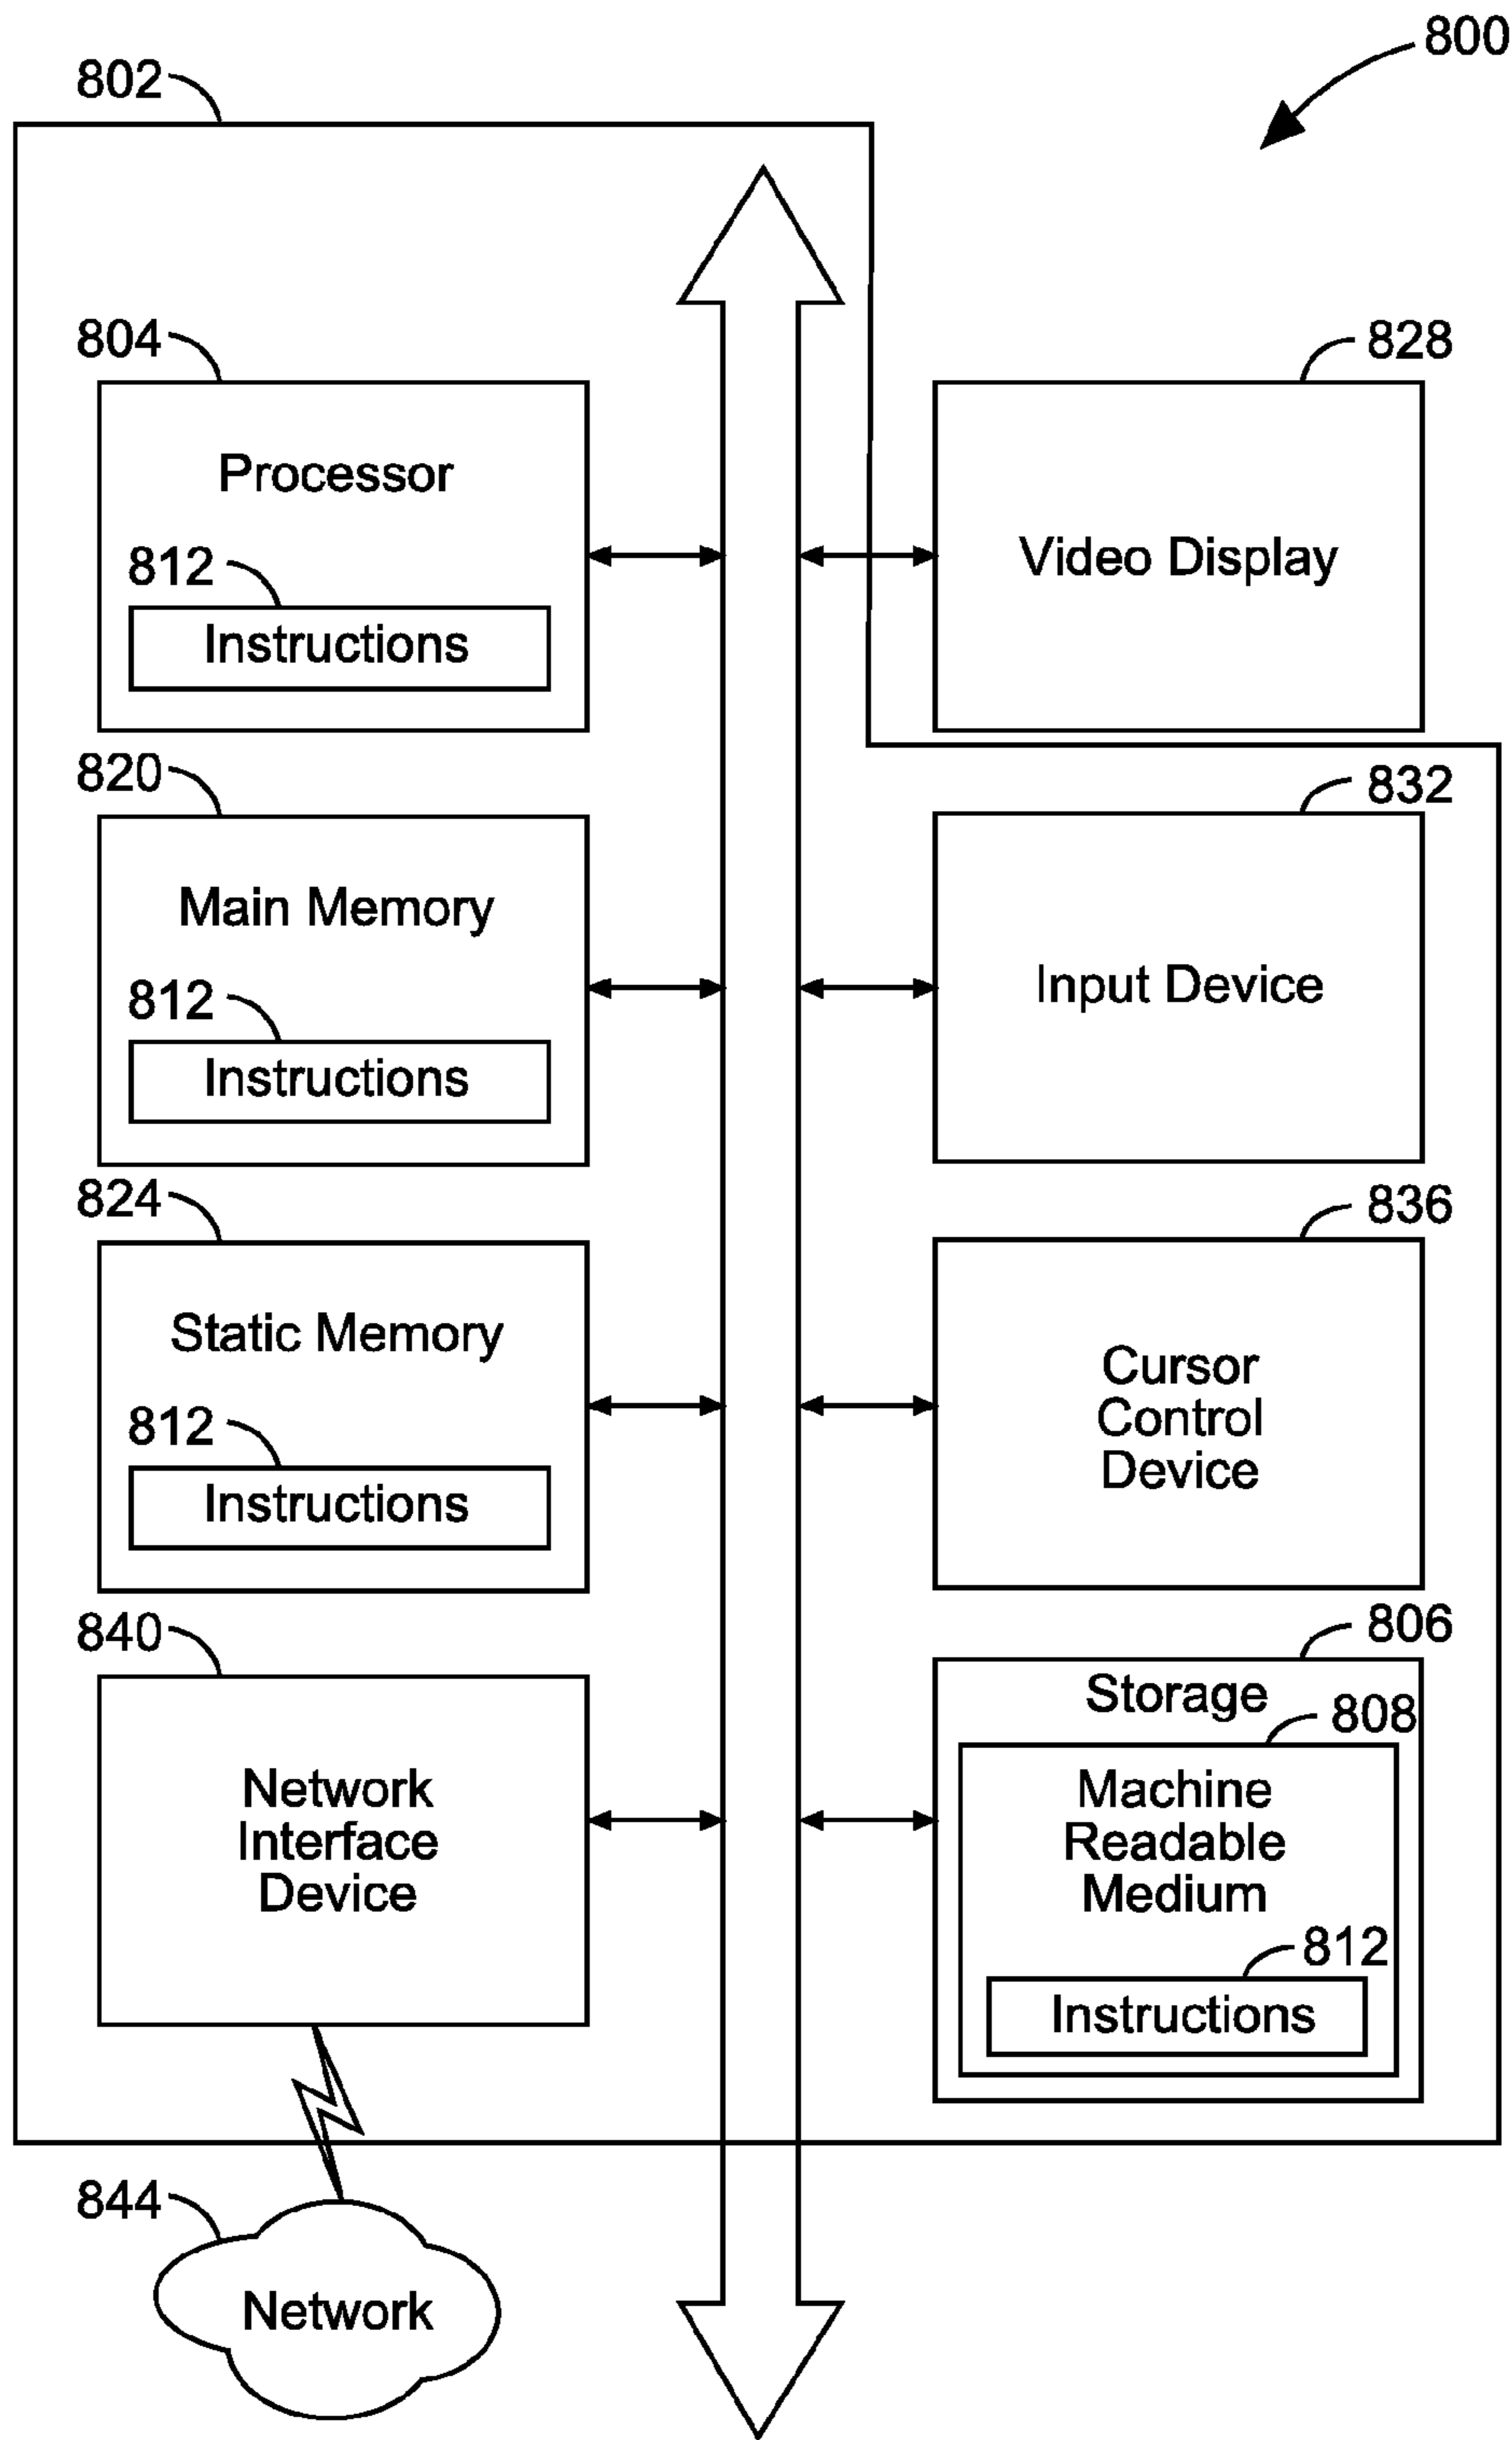 800
802
804
Processor
812
Instructions
828
Video Display
820
Main Memory
812
Instructions
832
Input Device
824
Static Memory
812
Instructions
836
Cursor
Control
Device
840
Network
Interface
Device
806
Storage
808
Machine
Readable
Medium
812
Instructions
844
Network